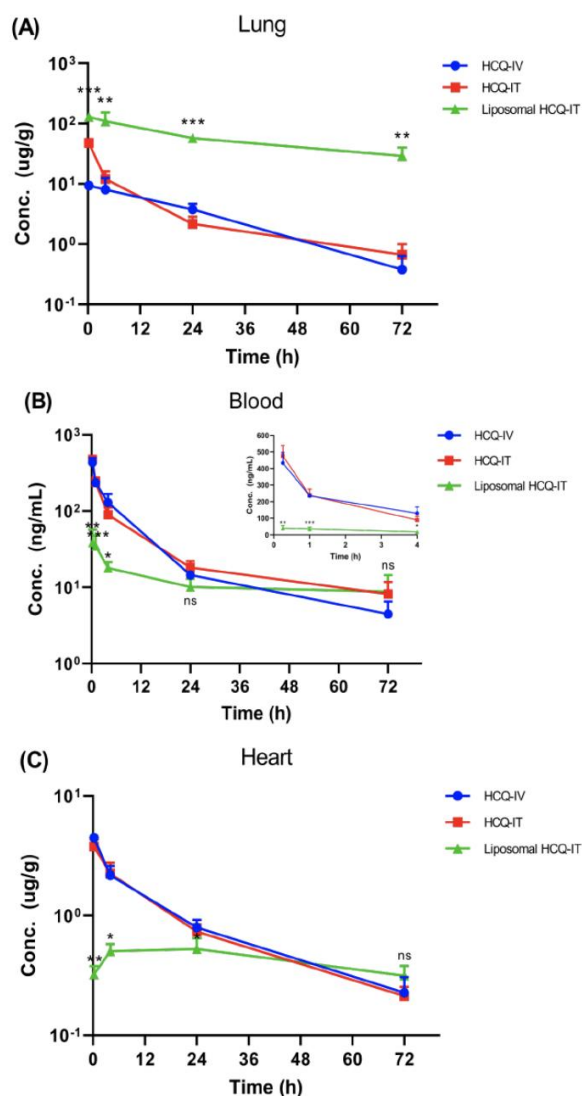 (A) Lung
HCQ-IV
HCQ-IT
Liposomal HCQ-IT
10³
10²
10¹
10⁰
10⁻¹
Conc. (ug/g)
***
**
***
**
0 12 24 36 48 60 72
Time (h)
(B) Blood
HCQ-IV
HCQ-IT
Liposomal HCQ-IT
10³
10²
10¹
10⁰
Conc. (ng/mL)
**
***
*
ns
ns
0 12 24 36 48 60 72
Time (h)
600
500
400
300
200
100
0
Conc. (ng/mL)
**
***
*
0 1 2 3 4
Time (h)
(C) Heart
HCQ-IV
HCQ-IT
Liposomal HCQ-IT
10¹
10⁰
10⁻¹
Conc. (ug/g)
**
*
*
ns
0 12 24 36 48 60 72
Time (h)